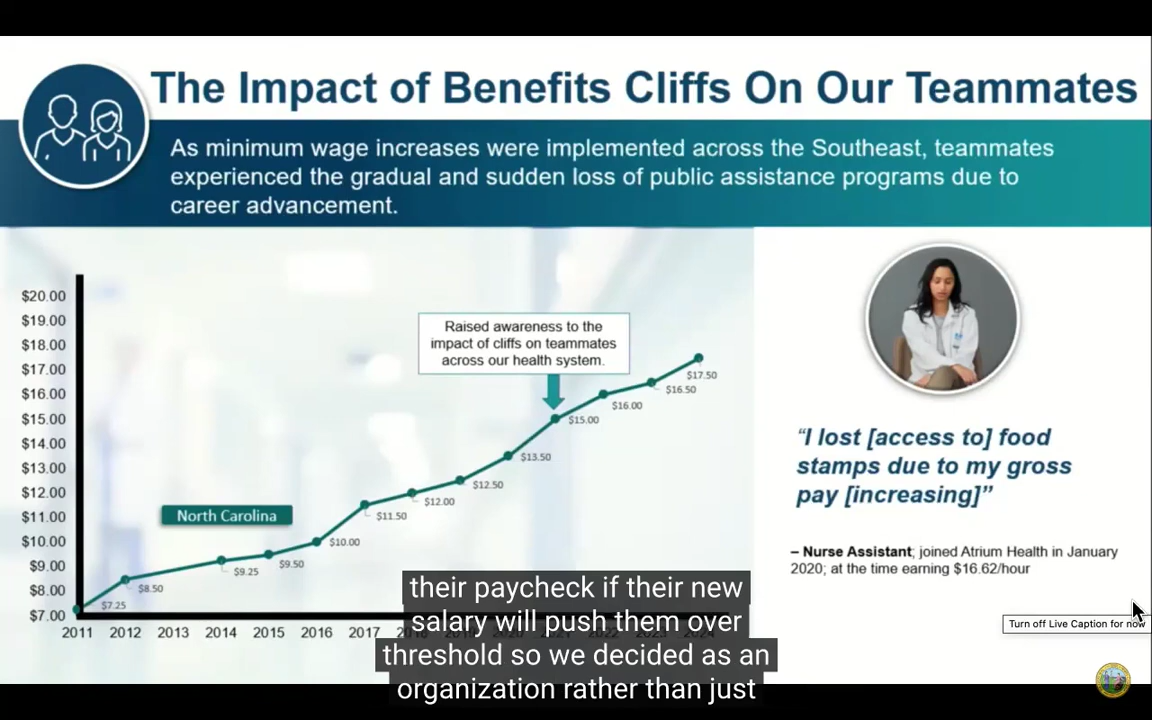 The Impact of Benefits Cliffs On Our Teammates
As minimum wage increases were implemented across the Southeast, teammates
experienced the gradual and sudden loss of public assistance programs due to
career advancement.
$20.00
$19.00
$18.00
$17.00
$16.00
$15.00
$14.00
$13.00
$12.00
$11.00
$10.00
$9.00
$8.00
$7.00
Raised awareness to the
impact of cliffs on teammates
across our health system.
North Carolina
$7.25
$8.50
$9.25
$9.50
$10.00
$11.50
$12.00
$12.50
$13.50
$15.00
$16.00
$16.50
$17.50
2011 2012 2013 2014 2015 2016 2017
“I lost [access to] food
stamps due to my gross
pay [increasing]”
– Nurse Assistant; joined Atrium Health in January
2020; at the time earning $16.62/hour
Turn off Live Caption for now
their paycheck if their new
salary will push them over
threshold so we decided as an
organization rather than just